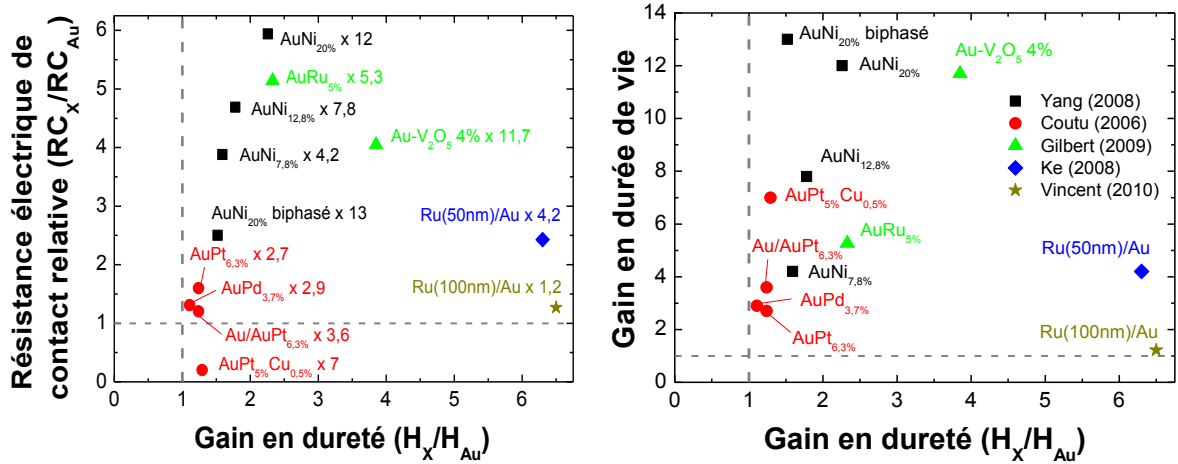 Résistance électrique de
contact relative (RC_X/RC_Au)
6
5
4
3
2
1
0
AuNi20% x 12
AuRu5% x 5,3
AuNi12,8% x 7,8
Au-V2O5 4% x 11,7
AuNi7,8% x 4,2
AuNi20% biphasé x 13
Ru(50nm)/Au x 4,2
AuPt6,3% x 2,7
AuPd3,7% x 2,9
Ru(100nm)/Au x 1,2
Au/AuPt6,3% x 3,6
AuPt5%Cu0,5% x 7
0 1 2 3 4 5 6
Gain en dureté (H_X/H_Au)
Gain en durée de vie
14
12
10
8
6
4
2
0
AuNi20% biphasé
Au-V2O5 4%
AuNi20%
Yang (2008)
Coutu (2006)
Gilbert (2009)
Ke (2008)
Vincent (2010)
AuNi12,8%
AuPt5%Cu0,5%
AuRu5%
Au/AuPt6,3%
Ru(50nm)/Au
AuNi7,8%
AuPd3,7%
Ru(100nm)/Au
AuPt6,3%
0 1 2 3 4 5 6
Gain en dureté (H_X/H_Au)